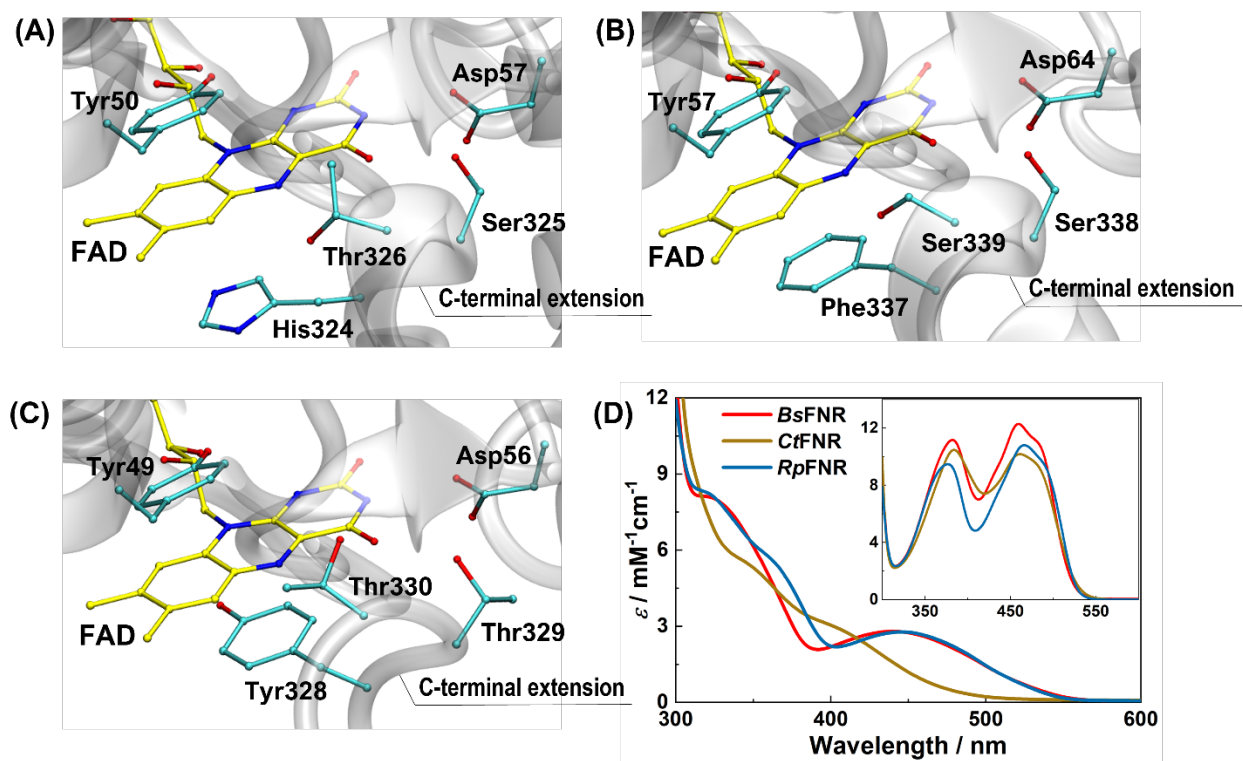 (A)
Tyr50
Asp57
Ser325
Thr326
FAD
His324
C-terminal extension
(B)
Tyr57
Asp64
Ser338
Ser339
FAD
Phe337
C-terminal extension
(C)
Tyr49
Asp56
Thr330
Thr329
FAD
Tyr328
C-terminal extension
(D)
BsFNR
CtFNR
RpFNR
12
9
6
3
0
ε / mM⁻¹cm⁻¹
300 400 500 600
Wavelength / nm
12
8
4
0
350 450 550